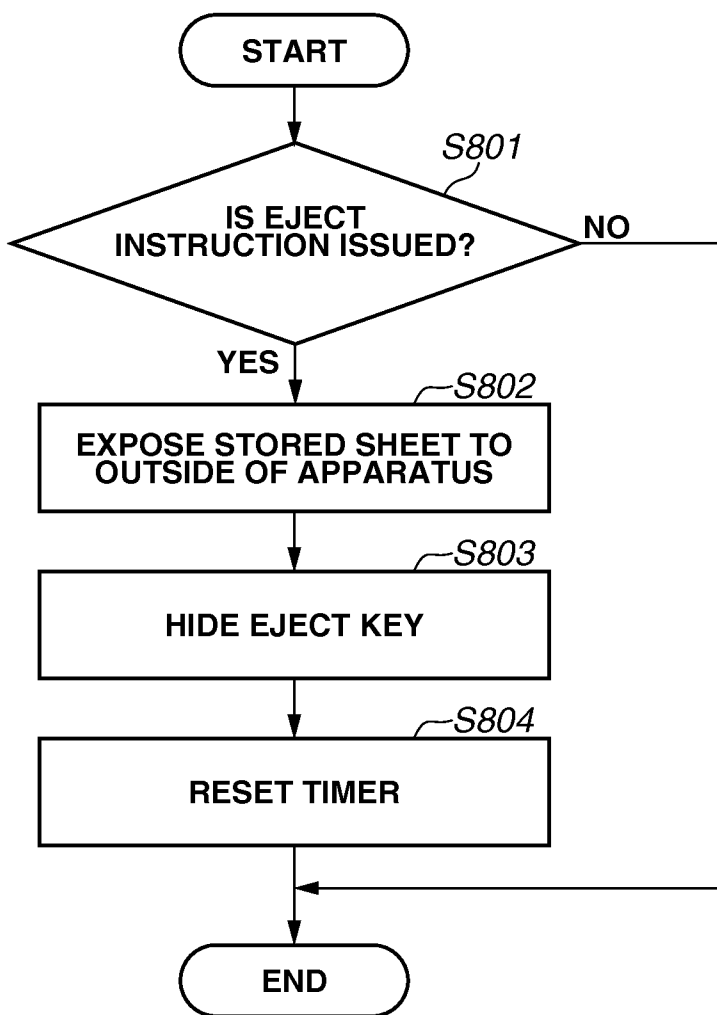 START
S801
IS EJECT
INSTRUCTION ISSUED?
NO
YES
S802
EXPOSE STORED SHEET TO
OUTSIDE OF APPARATUS
S803
HIDE EJECT KEY
S804
RESET TIMER
END